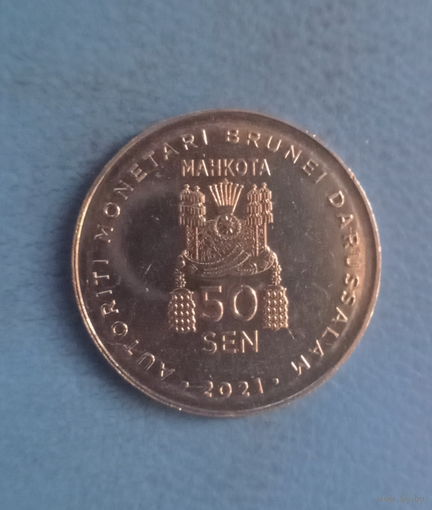 AUTORITI MONETARI BRUNEI DARUSSALAM
MAHKOTA
50
SEN
· 2021 ·